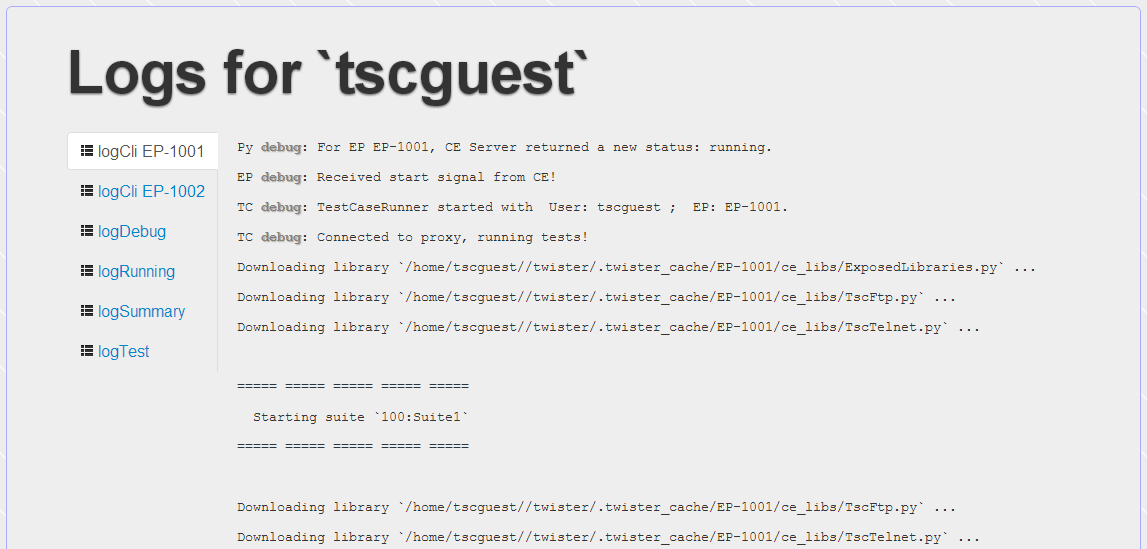 Logs for `tscguest`
logCli EP-1001
logCli EP-1002
logDebug
logRunning
logSummary
logTest
Py debug: For EP EP-1001, CE Server returned a new status: running.
EP debug: Received start signal from CE!
TC debug: TestCaseRunner started with  User: tscguest ;  EP: EP-1001.
TC debug: Connected to proxy, running tests!
Downloading library `/home/tscguest//twister/.twister_cache/EP-1001/ce_libs/ExposedLibraries.py` ...
Downloading library `/home/tscguest//twister/.twister_cache/EP-1001/ce_libs/TscFtp.py` ...
Downloading library `/home/tscguest//twister/.twister_cache/EP-1001/ce_libs/TscTelnet.py` ...
===== ===== ===== ===== =====
Starting suite `100:Suite1`
===== ===== ===== ===== =====
Downloading library `/home/tscguest//twister/.twister_cache/EP-1001/ce_libs/TscFtp.py` ...
Downloading library `/home/tscguest//twister/.twister_cache/EP-1001/ce_libs/TscTelnet.py` ...